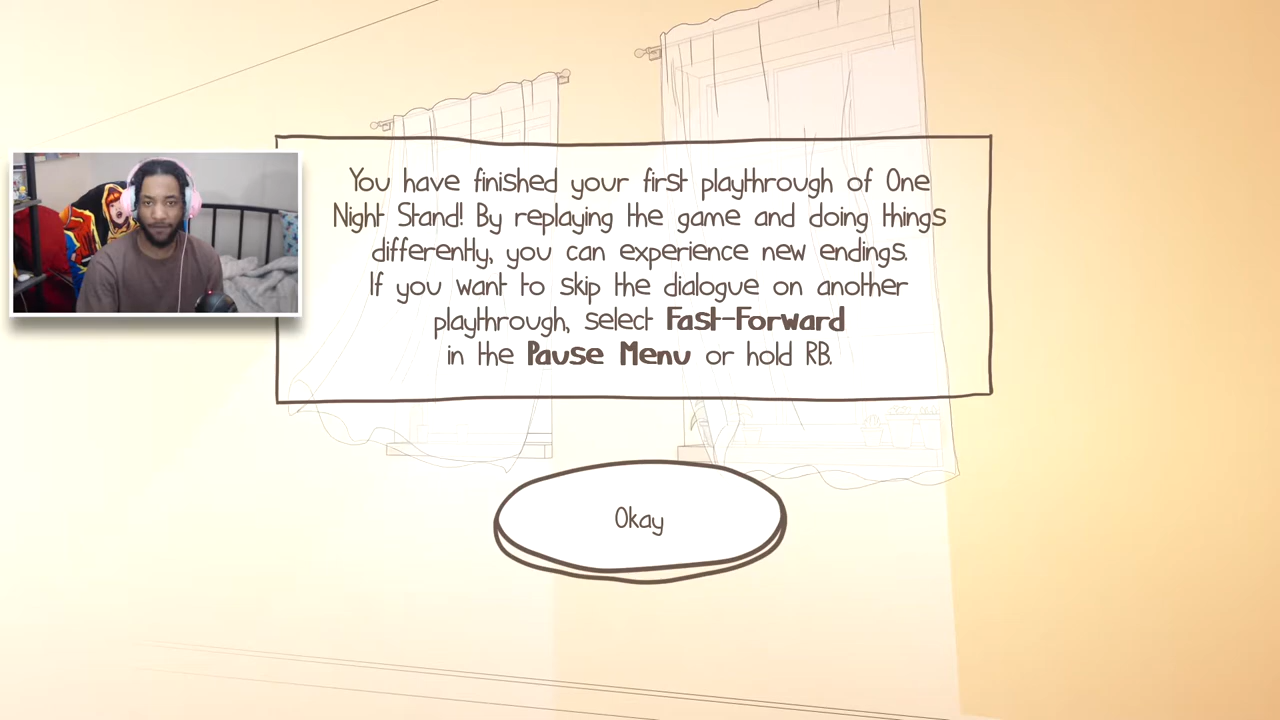 You have finished your first playthrough of One
Night Stand! By replaying the game and doing things
differently, you can experience new endings.
If you want to skip the dialogue on another
playthrough, select Fast-Forward
in the Pause Menu or hold RB.
Okay